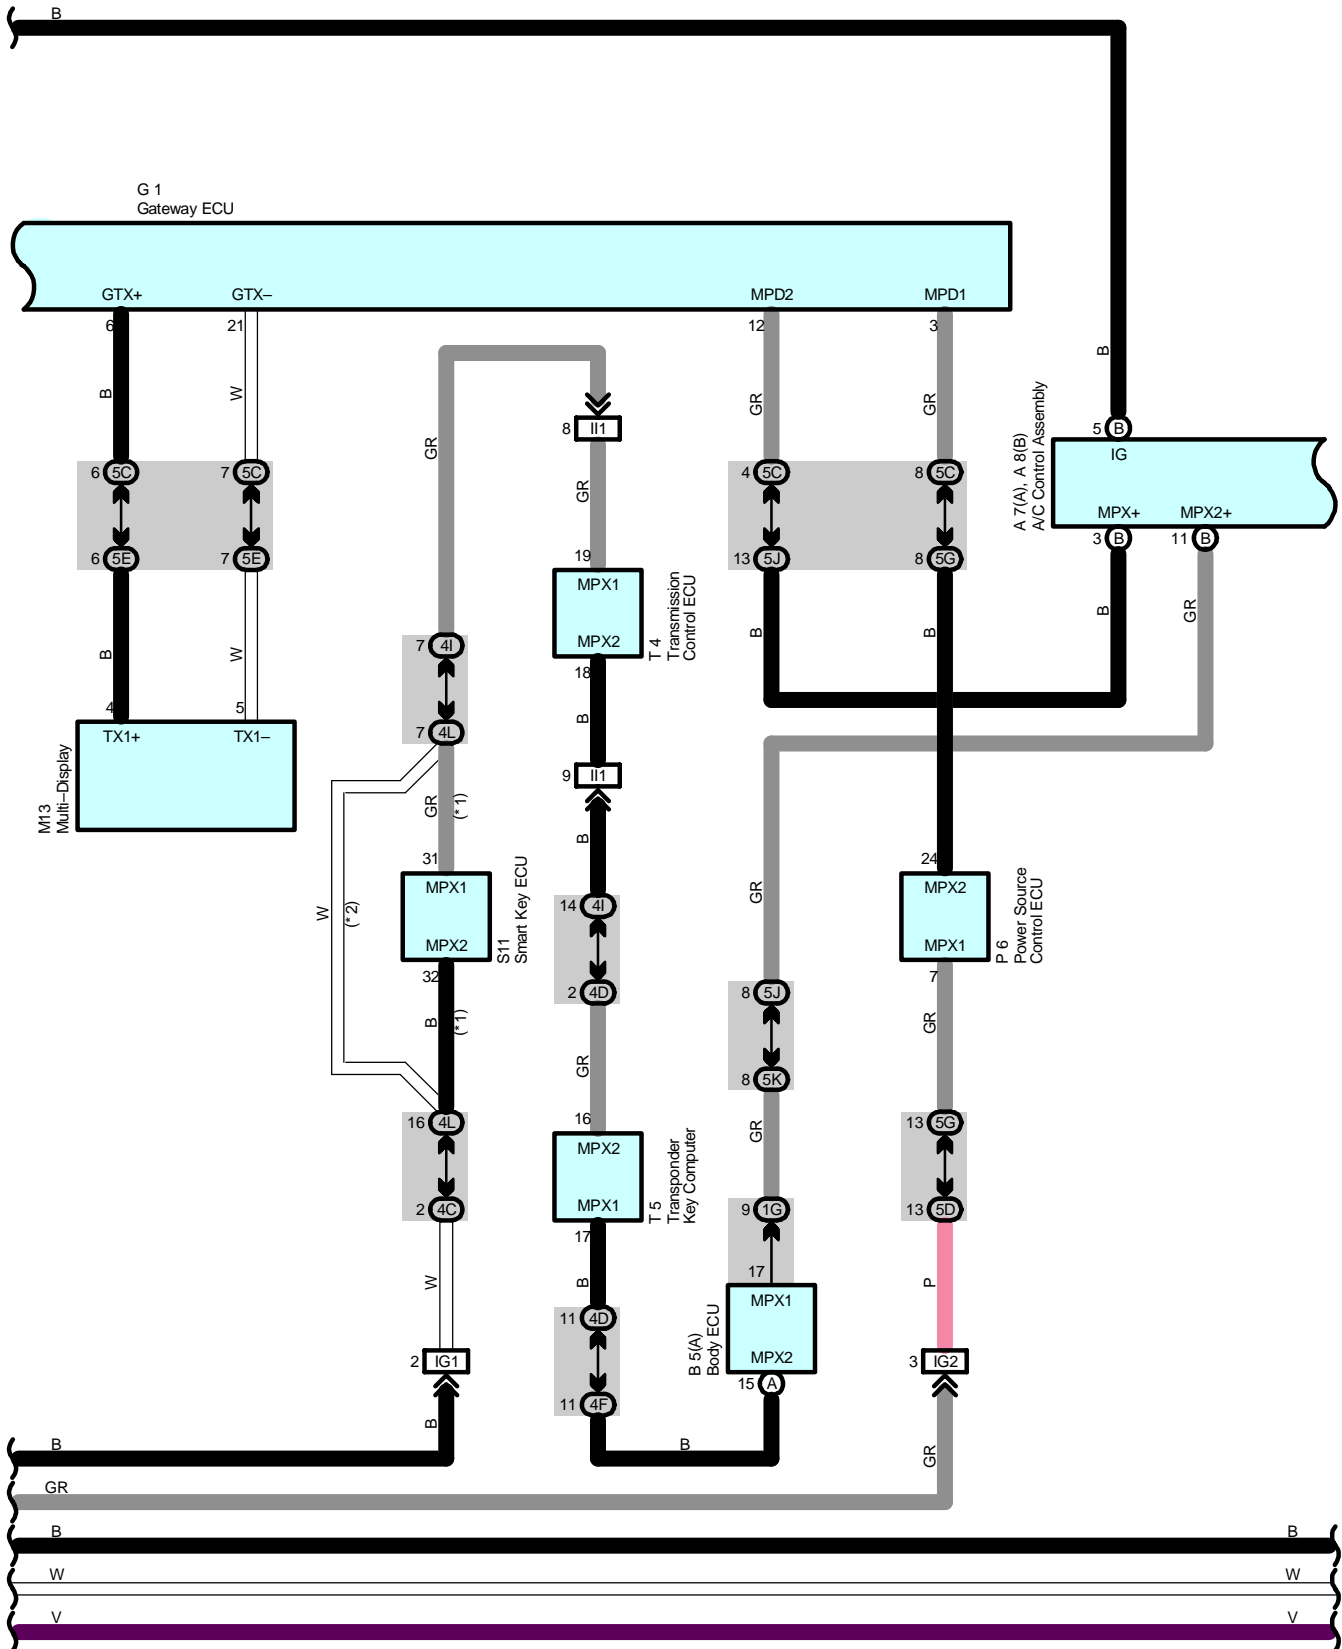 B
G 1
Gateway ECU
GTX+
GTX–
MPD2
MPD1
6
21
12
3
B
W
GR
GR
B
GR
8
II1
5
B
IG
A 7(A), A 8(B)
A/C Control Assembly
MPX+
MPX2+
3
B
11
B
6
5C
7
5C
4
5C
8
5C
GR
6
5E
7
5E
13
5J
8
5G
19
MPX1
MPX2
T 4
Transmission
Control ECU
18
B
W
7
4I
B
B
B
GR
4
5
TX1+
TX1–
M13
Multi–Display
7
4L
B
9
II1
GR
(* 1)
B
31
MPX1
MPX2
S11
Smart Key ECU
32
W
(* 2)
14
4I
2
4D
GR
24
MPX2
MPX1
P 6
Power Source
Control ECU
7
B
(* 1)
8
5J
8
5K
GR
GR
16
4L
2
4C
16
MPX2
MPX1
T 5
Transponder
Key Computer
17
GR
13
5G
13
5D
9
1G
W
B
11
4D
11
4F
17
MPX1
MPX2
B 5(A)
Body ECU
15
A
P
2
IG1
3
IG2
B
B
B
GR
GR
B
B
W
W
V
V